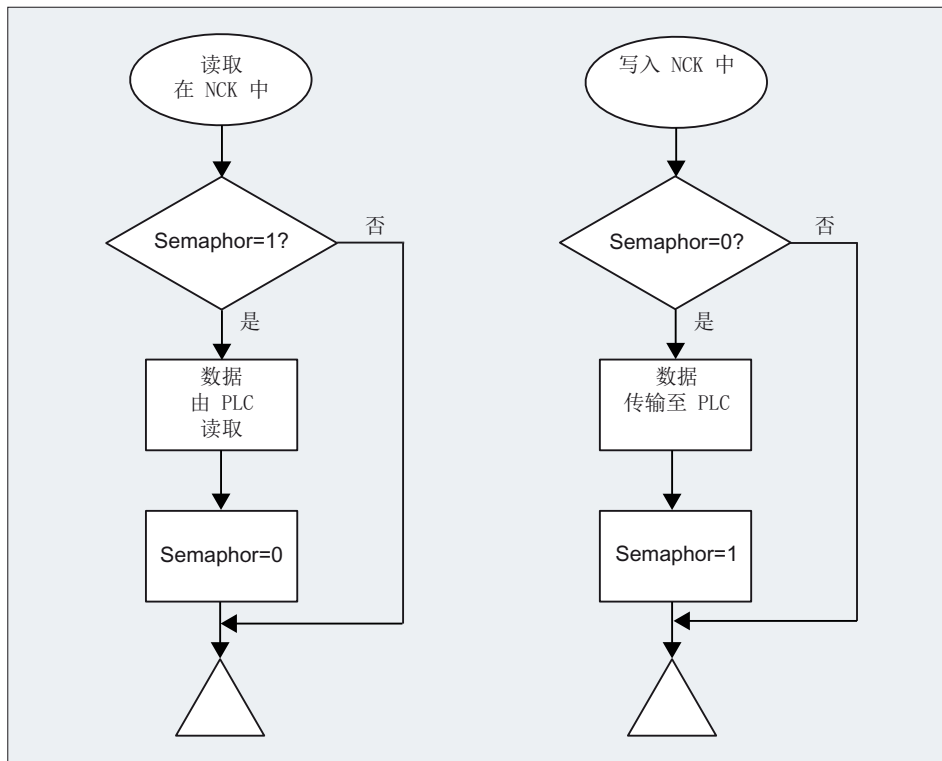 读取
在 NCK 中
Semaphor=1?
否
是
数据
由 PLC
读取
Semaphor=0
写入 NCK 中
Semaphor=0?
否
是
数据
传输至 PLC
Semaphor=1